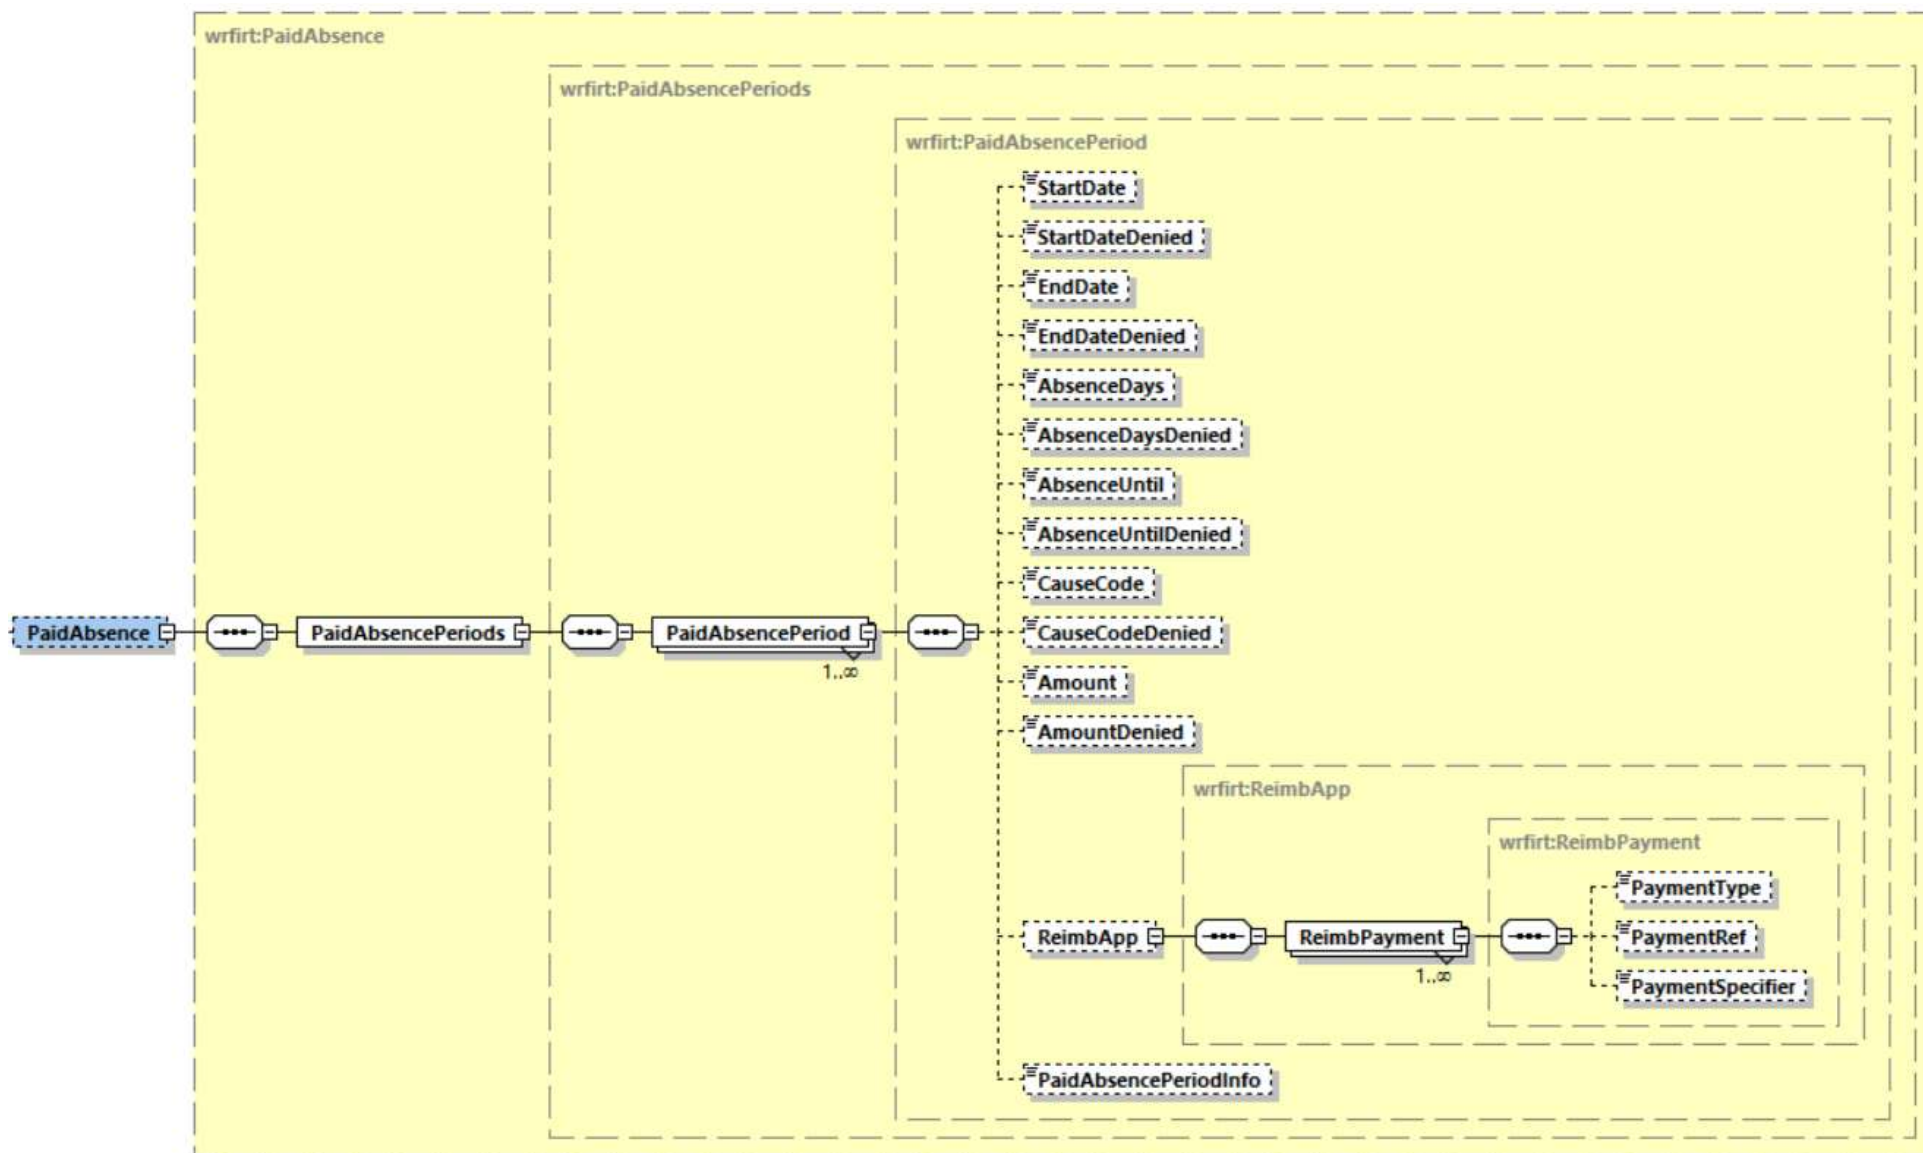 wrfirt:PaidAbsence
wrfirt:PaidAbsencePeriods
wrfirt:PaidAbsencePeriod
StartDate
StartDateDenied
EndDate
EndDateDenied
AbsenceDays
AbsenceDaysDenied
AbsenceUntil
AbsenceUntilDenied
CauseCode
PaidAbsence
PaidAbsencePeriods
PaidAbsencePeriod
1..∞
CauseCodeDenied
Amount
AmountDenied
wrfirt:ReimbApp
wrfirt:ReimbPayment
PaymentType
ReimbApp
ReimbPayment
1..∞
PaymentRef
PaymentSpecifier
PaidAbsencePeriodInfo